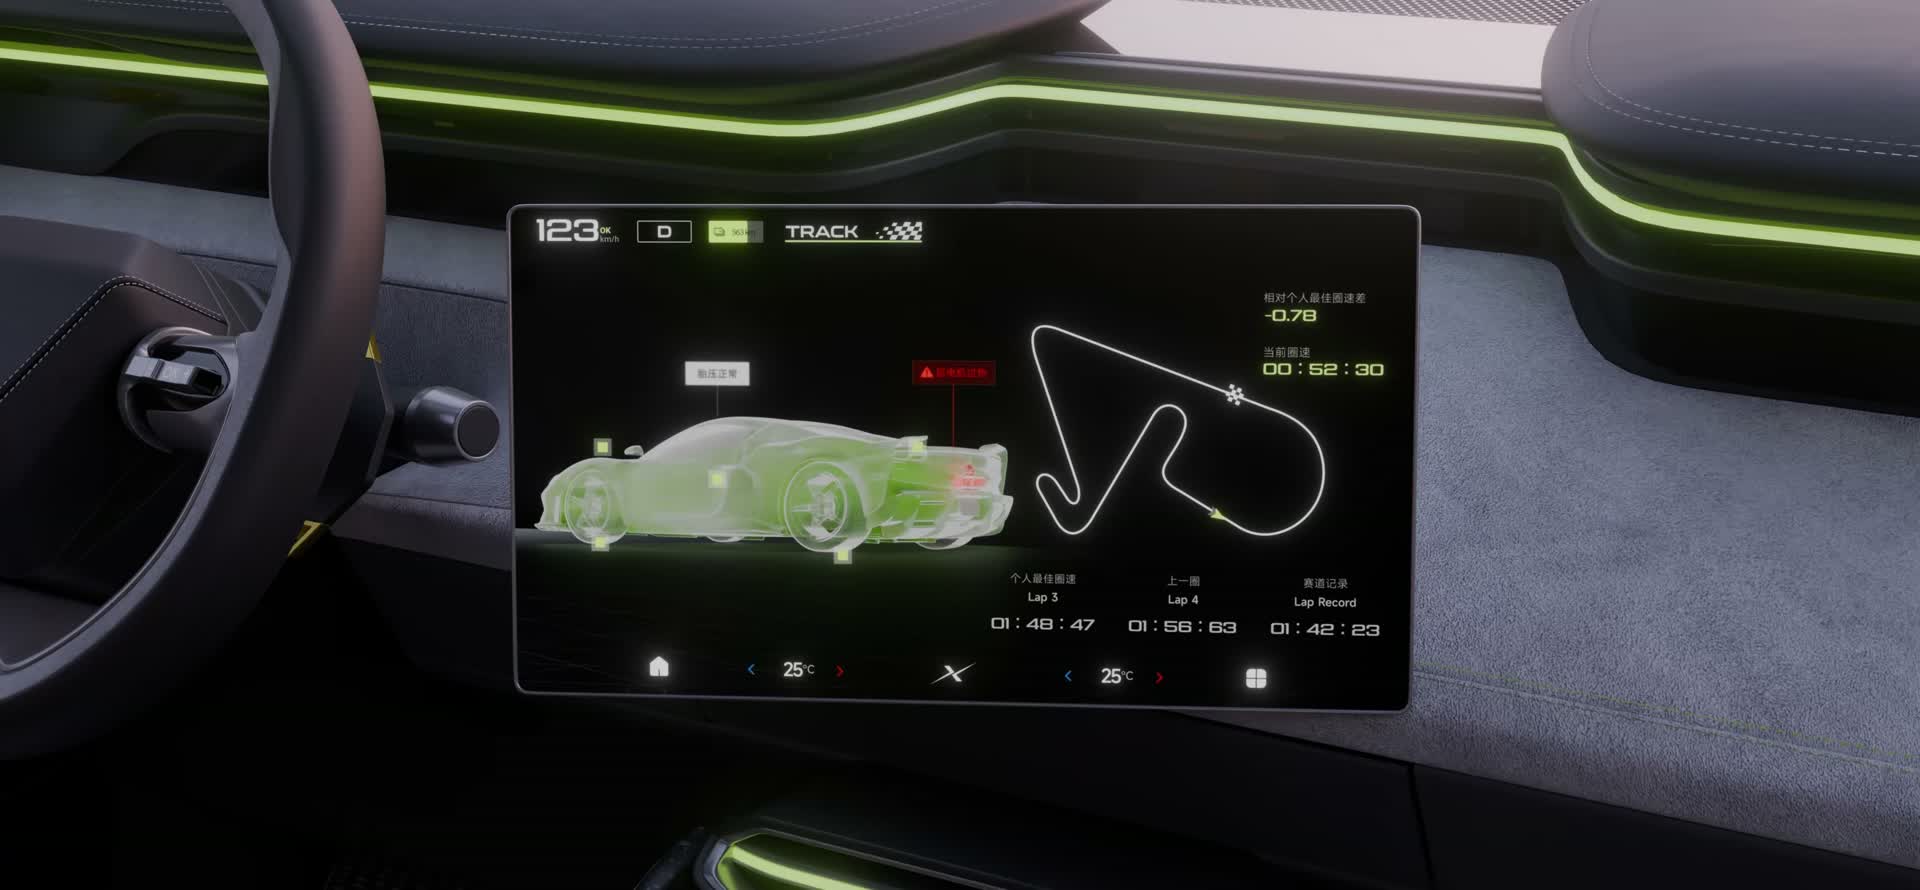 123 OK km/h
D
963km
TRACK
相对个人最佳圈速差
-0.78
当前圈速
00:52:30
胎压正常
个人最佳圈速
Lap 3
01:48:47
上一圈
Lap 4
01:56:63
赛道记录
Lap Record
01:42:23
25°C
25°C